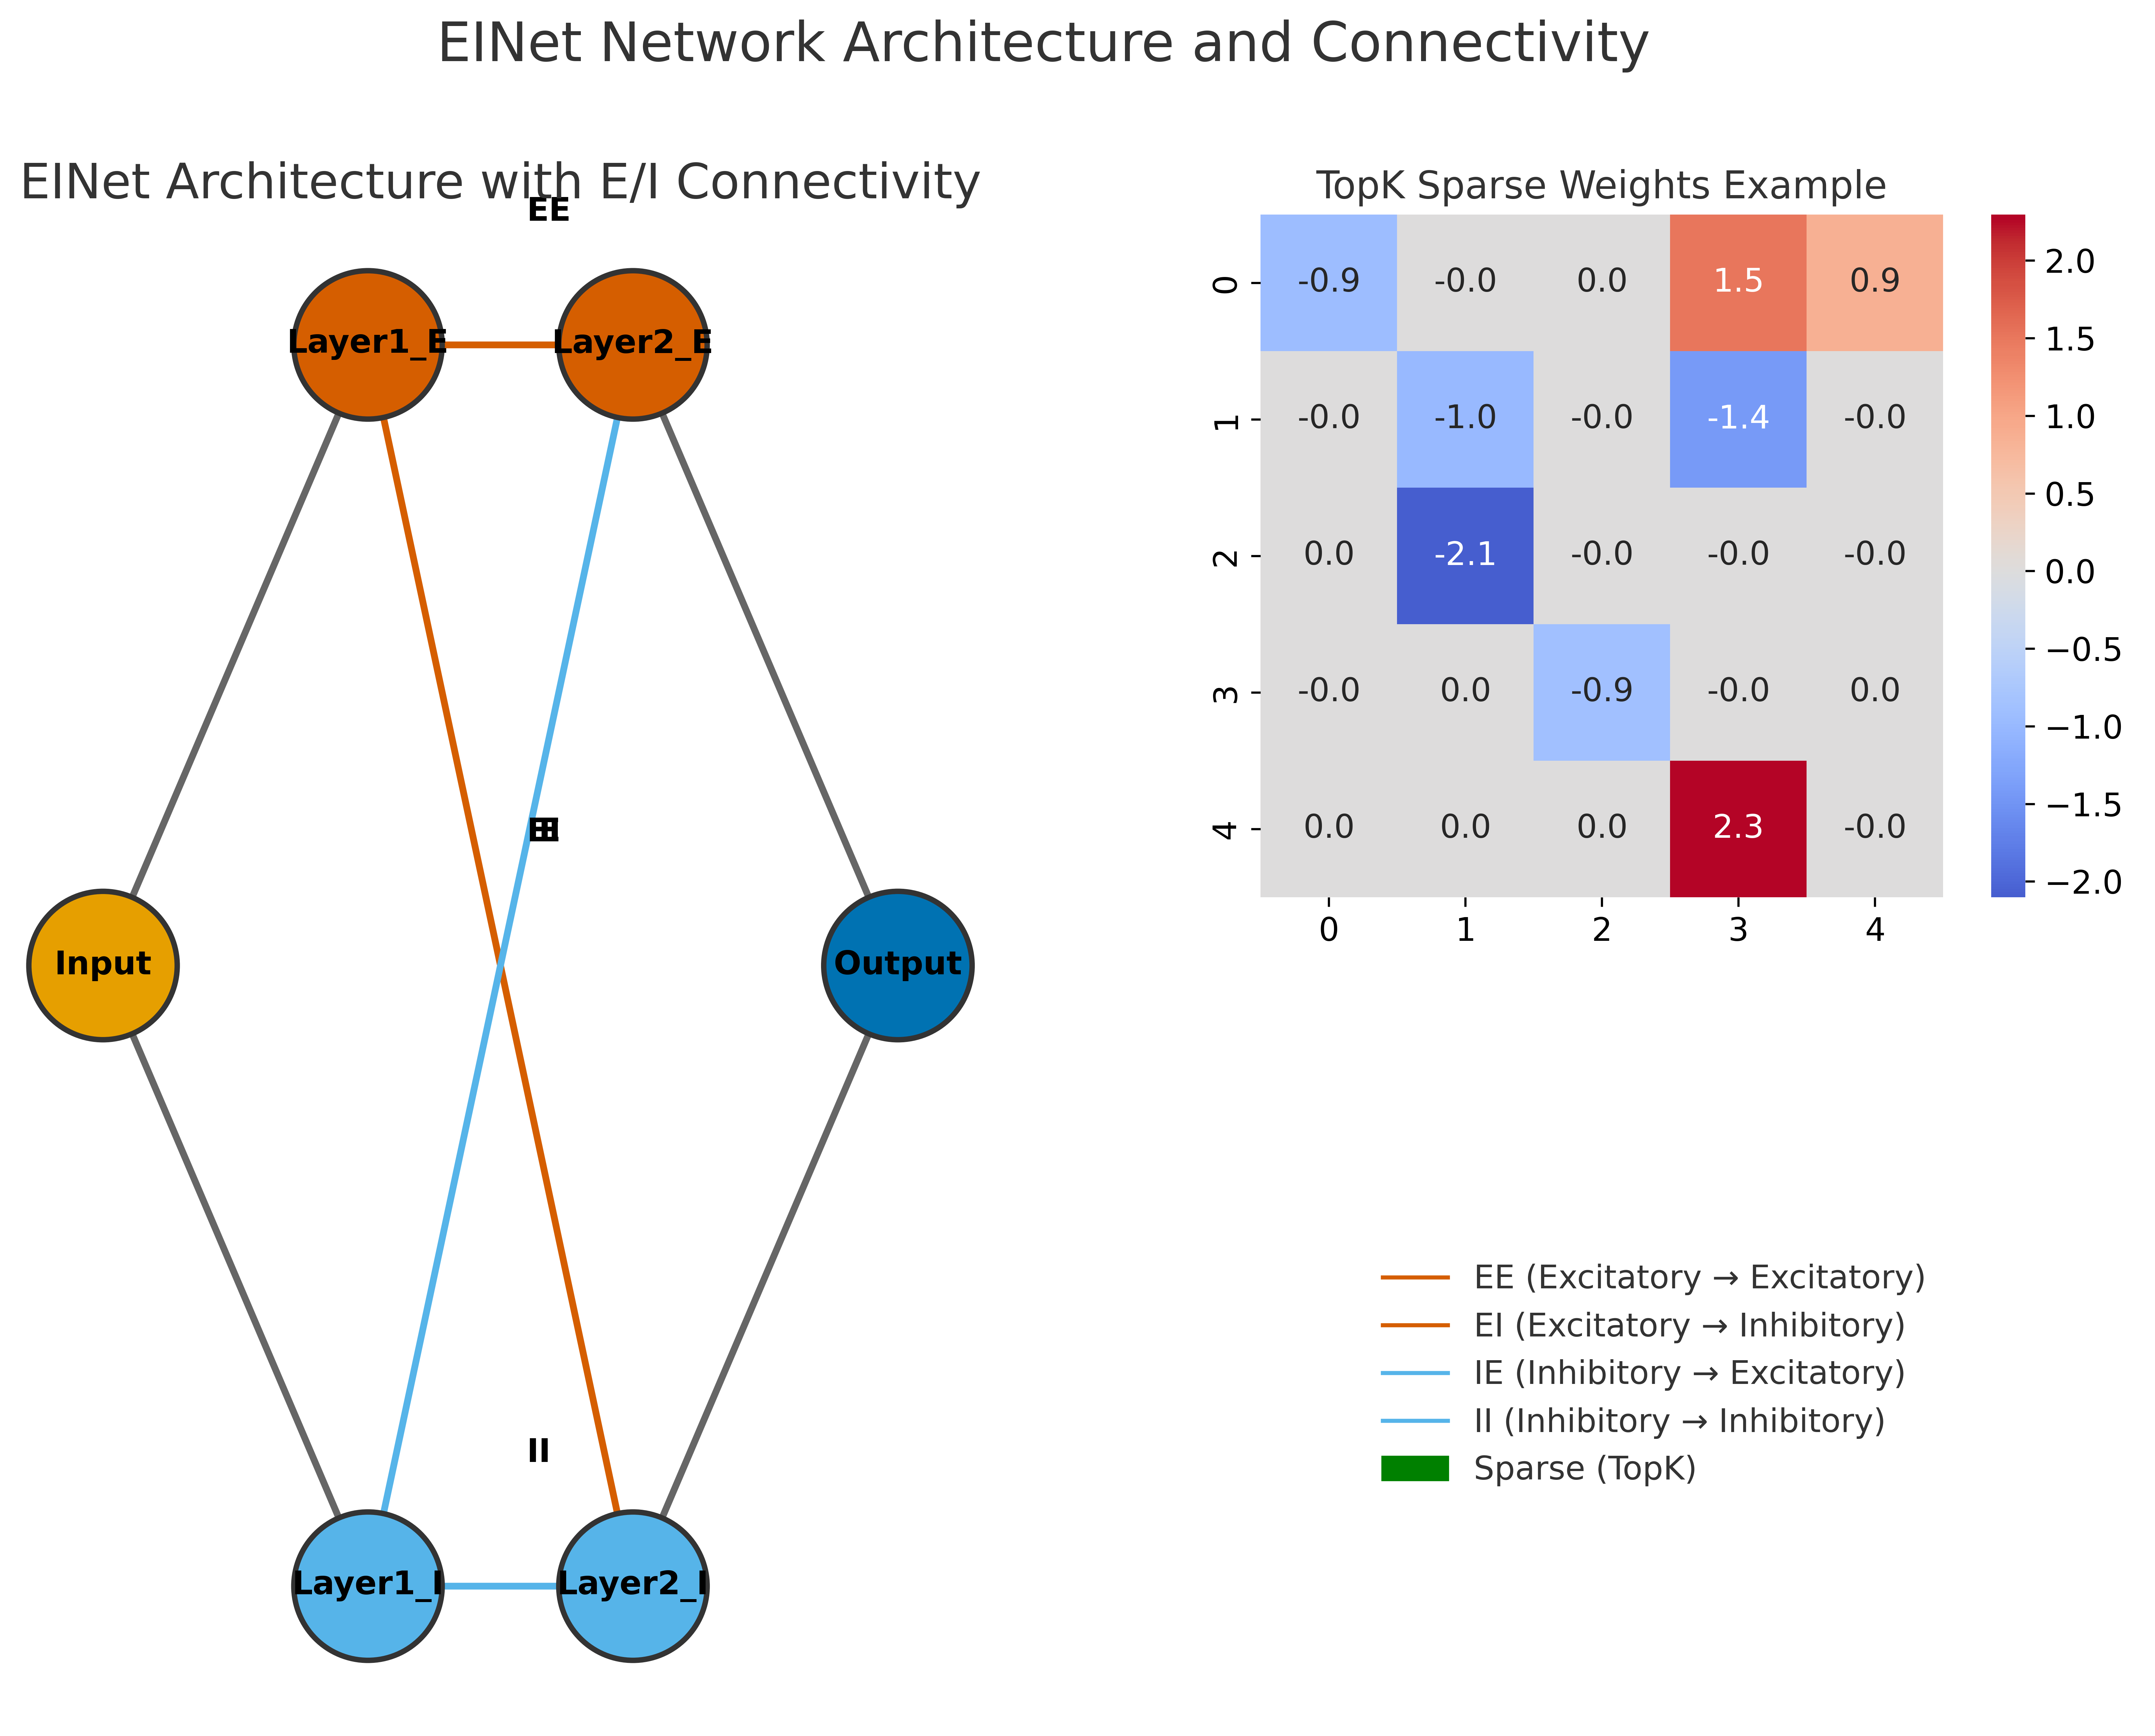 EINet Network Architecture and Connectivity
EINet Architecture with E/I Connectivity
EE
Layer1_E
Layer2_E
Input
Output
II
Layer1_I
Layer2_I
TopK Sparse Weights Example
0 -0.9 -0.0 0.0 1.5 0.9
1 -0.0 -1.0 -0.0 -1.4 -0.0
2 0.0 -2.1 -0.0 -0.0 -0.0
3 -0.0 0.0 -0.9 -0.0 0.0
4 0.0 0.0 0.0 2.3 -0.0
0 1 2 3 4
2.0
1.5
1.0
0.5
0.0
−0.5
−1.0
−1.5
−2.0
EE (Excitatory → Excitatory)
EI (Excitatory → Inhibitory)
IE (Inhibitory → Excitatory)
II (Inhibitory → Inhibitory)
Sparse (TopK)